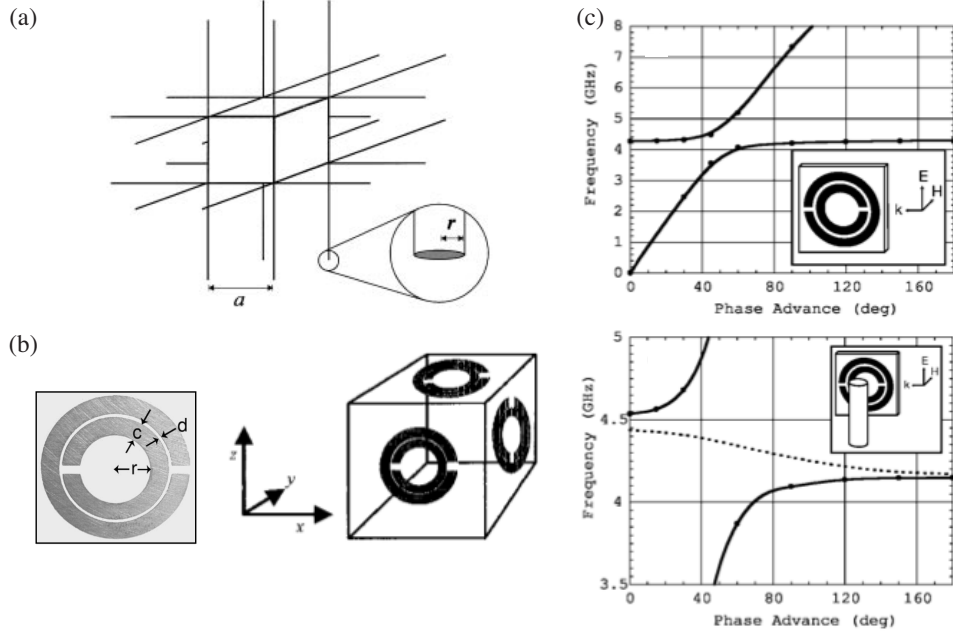 (a)
r
a
(b)
c
d
r
y
x
(c)
Frequency (GHz)
8
7
6
5
4
3
2
1
0
0 40 80 120 160
Phase Advance (deg)
E
H
k
Frequency (GHz)
5
4.5
4
3.5
0 40 80 120 160
Phase Advance (deg)
E
H
k